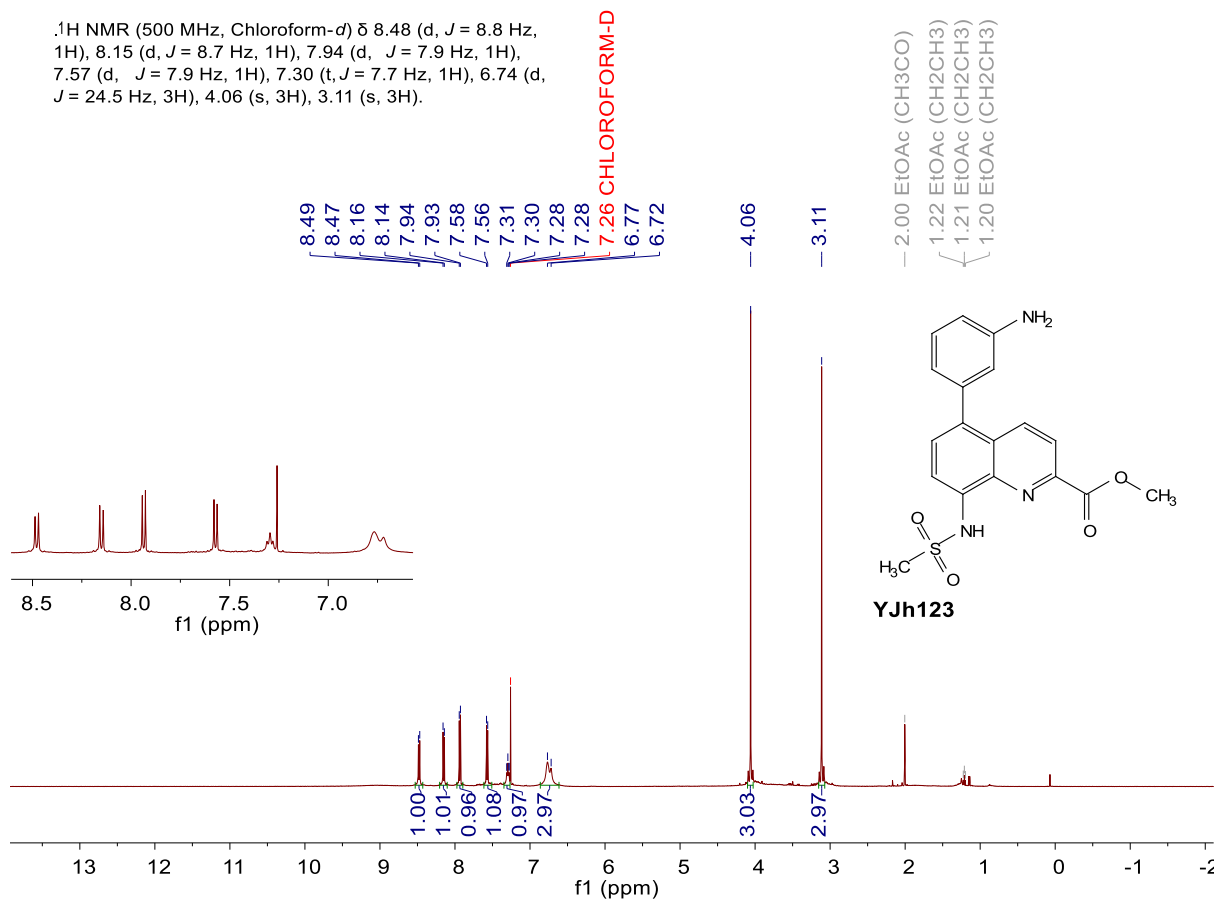 .¹H NMR (500 MHz, Chloroform-d) δ 8.48 (d, J = 8.8 Hz,
1H), 8.15 (d, J = 8.7 Hz, 1H), 7.94 (d, J = 7.9 Hz, 1H),
7.57 (d, J = 7.9 Hz, 1H), 7.30 (t, J = 7.7 Hz, 1H), 6.74 (d,
J = 24.5 Hz, 3H), 4.06 (s, 3H), 3.11 (s, 3H).
8.49
8.47
8.16
8.14
7.94
7.93
7.58
7.56
7.31
7.30
7.28
7.28
7.26 CHLOROFORM-D
6.77
6.72
4.06
3.11
2.00 EtOAc (CH3CO)
1.22 EtOAc (CH2CH3)
1.21 EtOAc (CH2CH3)
1.20 EtOAc (CH2CH3)
NH₂
N
O
CH₃
O
NH
O
S
H₃C
O
YJh123
8.5 8.0 7.5 7.0
f1 (ppm)
1.00
1.01
0.96
1.08
0.97
2.97
3.03
2.97
13 12 11 10 9 8 7 6 5 4 3 2 1 0 -1 -2
f1 (ppm)